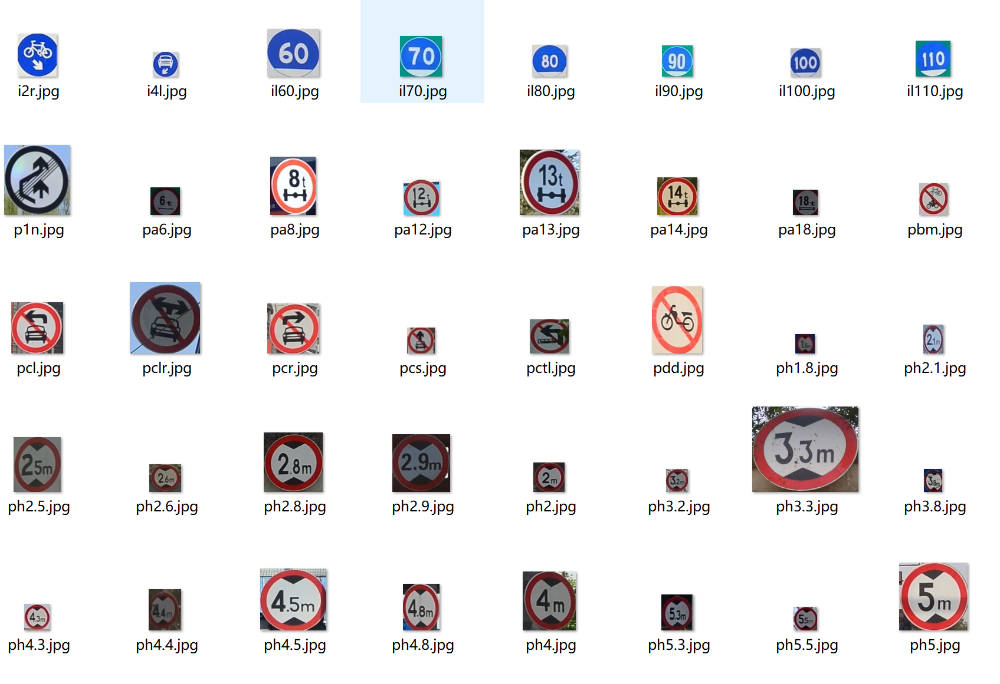 60 70 80 90 100 110
i2r.jpg i4l.jpg il60.jpg il70.jpg il80.jpg il90.jpg il100.jpg il110.jpg
6t 8t 12t 13t 14t 18t
p1n.jpg pa6.jpg pa8.jpg pa12.jpg pa13.jpg pa14.jpg pa18.jpg pbm.jpg
1.8m 2.1m
pcl.jpg pclr.jpg pcr.jpg pcs.jpg pctl.jpg pdd.jpg ph1.8.jpg ph2.1.jpg
25m 2.6m 2.8m 2.9m 2m 3.2m 3.3m 3.8m
ph2.5.jpg ph2.6.jpg ph2.8.jpg ph2.9.jpg ph2.jpg ph3.2.jpg ph3.3.jpg ph3.8.jpg
4.3m 4.4m 4.5m 4.8m 4m 5.3m 5.5m 5m
ph4.3.jpg ph4.4.jpg ph4.5.jpg ph4.8.jpg ph4.jpg ph5.3.jpg ph5.5.jpg ph5.jpg